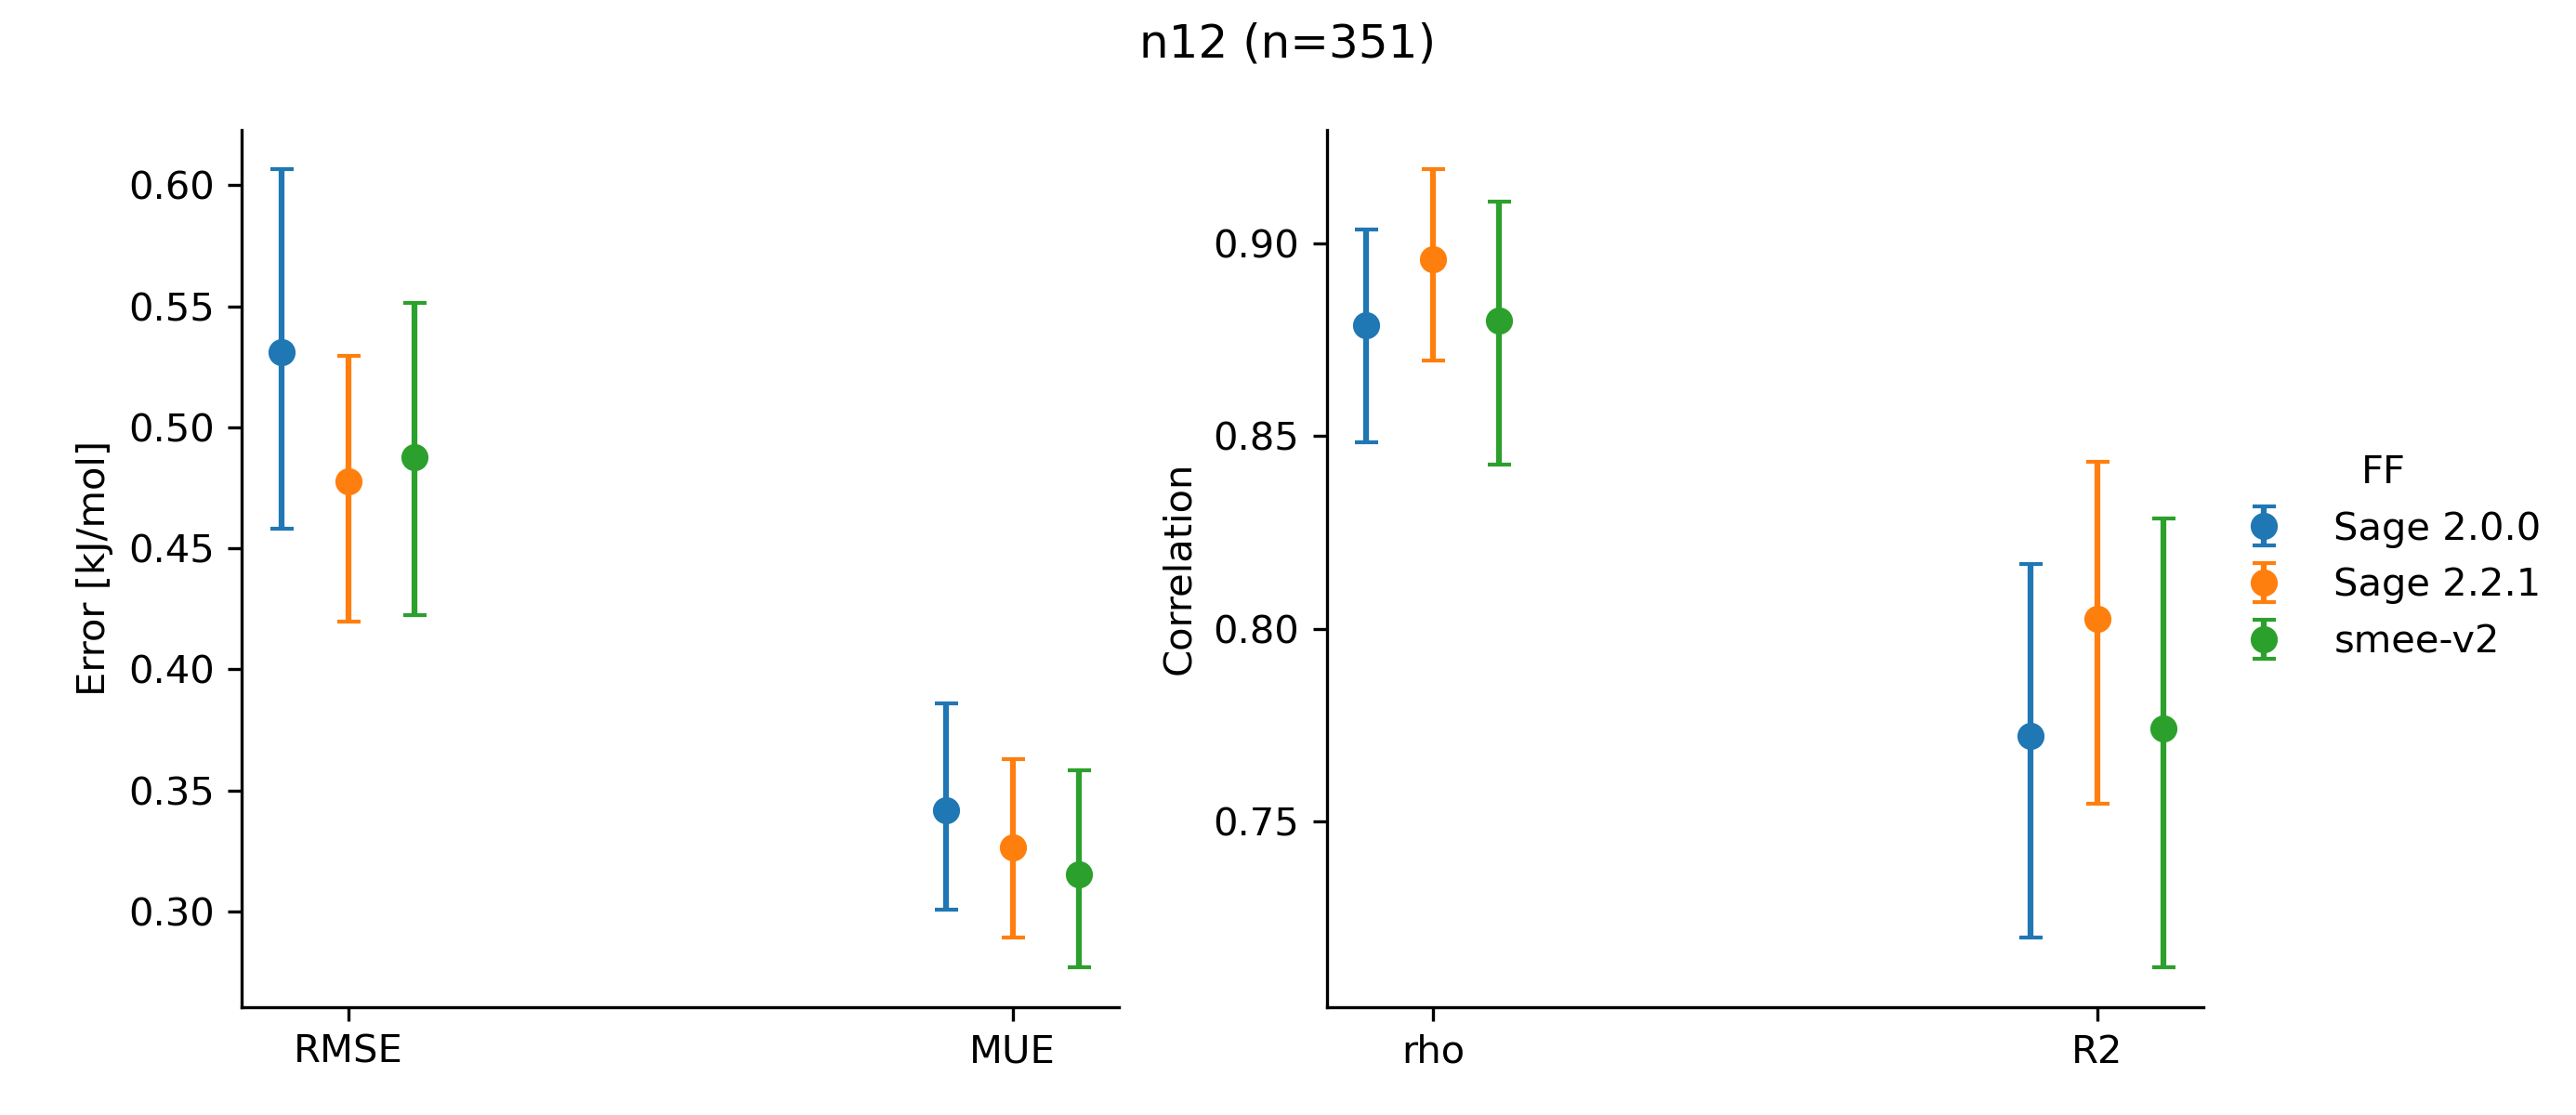 n12 (n=351)
Error [kJ/mol]
0.60
0.55
0.50
0.45
0.40
0.35
0.30
RMSE
MUE
Correlation
0.90
0.85
0.80
0.75
rho
R2
FF
Sage 2.0.0
Sage 2.2.1
smee-v2